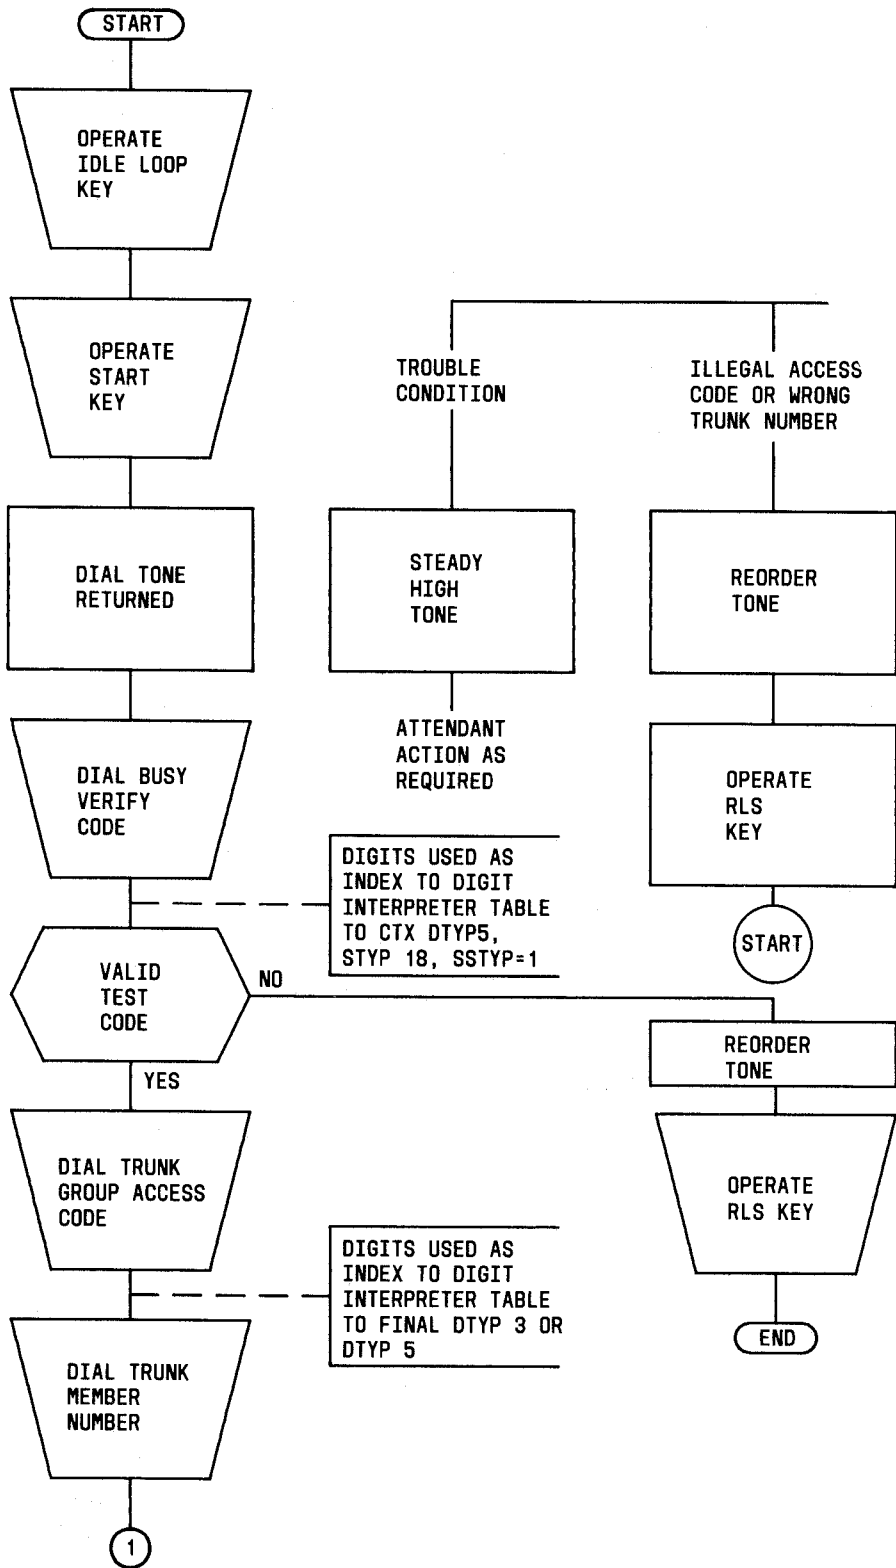 START
OPERATE
IDLE LOOP
KEY
OPERATE
START
KEY
TROUBLE
CONDITION
ILLEGAL ACCESS
CODE OR WRONG
TRUNK NUMBER
DIAL TONE
RETURNED
STEADY
HIGH
TONE
REORDER
TONE
DIAL BUSY
VERIFY
CODE
ATTENDANT
ACTION AS
REQUIRED
OPERATE
RLS
KEY
DIGITS USED AS
INDEX TO DIGIT
INTERPRETER TABLE
TO CTX DTYP5,
STYP 18, SSTYP=1
START
VALID
TEST
CODE
NO
YES
REORDER
TONE
DIAL TRUNK
GROUP ACCESS
CODE
OPERATE
RLS KEY
DIGITS USED AS
INDEX TO DIGIT
INTERPRETER TABLE
TO FINAL DTYP 3 OR
DTYP 5
END
DIAL TRUNK
MEMBER
NUMBER
1